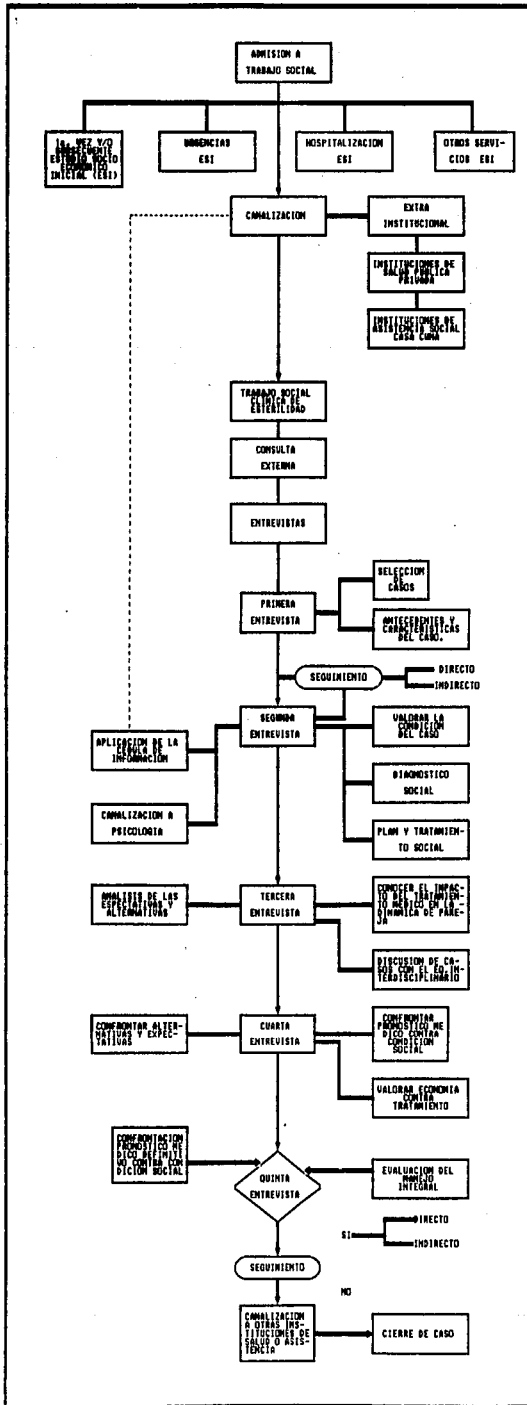 ADMISION A
TRABAJO SOCIAL
1a. VEZ Y/O
SUBSECUENTE
ESTUDIO SOCIO
ECONOMICO
INICIAL (ESI)
URGENCIAS
ESI
HOSPITALIZACION
ESI
OTROS SERVI-
CIOS ESI
CANALIZACION
EXTRA
INSTITUCIONAL
INSTITUCIONES DE
SALUD PUBLICA
PRIVADA
INSTITUCIONES DE
ASISTENCIA SOCIAL
CASA CUNA
TRABAJO SOCIAL
CLINICA DE
ESTERILIDAD
CONSULTA
EXTERNA
ENTREVISTAS
PRIMERA
ENTREVISTA
SELECCION
DE
CASOS
ANTECEDENTES Y
CARACTERISTICAS
DEL CASO.
SEGUIMIENTO
DIRECTO
INDIRECTO
SEGUNDA
ENTREVISTA
VALORAR LA
CONDICION
DEL CASO
APLICACION DE LA
CEDULA DE
INFORMACION
DIAGNOSTICO
SOCIAL
CANALIZACION A
PSICOLOGIA
PLAN Y TRATAMIEN-
TO SOCIAL
ANALISIS DE LAS
ESPECTATIVAS Y
ALTERNATIVAS
TERCERA
ENTREVISTA
CONOCER EL IMPAC-
TO DEL TRATAMIEN-
TO MEDICO EN LA -
DINAMICA DE PARE-
JA
DISCUSION DE CA-
SOS CON EL EQ.IN-
TERDISCIPLINARIO
CONFRONTAR ALTER-
NATIVAS Y EXPEC-
TATIVAS
CUARTA
ENTREVISTA
CONFRONTAR
PRONOSTICO ME
DICO CONTRA
CONDICION
SOCIAL
VALORAR ECONOMIA
CONTRA
TRATAMIENTO
CONFRONTACION
PRONOSTICO ME
DICO DEFINITI
VO CONTRA CON
DICION SOCIAL
QUINTA
ENTREVISTA
EVALUACION DEL
MANEJO
INTEGRAL
SI
DIRECTO
INDIRECTO
SEGUIMIENTO
NO
CANALIZACION
A OTRAS INS-
TITUCIONES DE
SALUD O ASIS-
TENCIA
CIERRE DE CASO